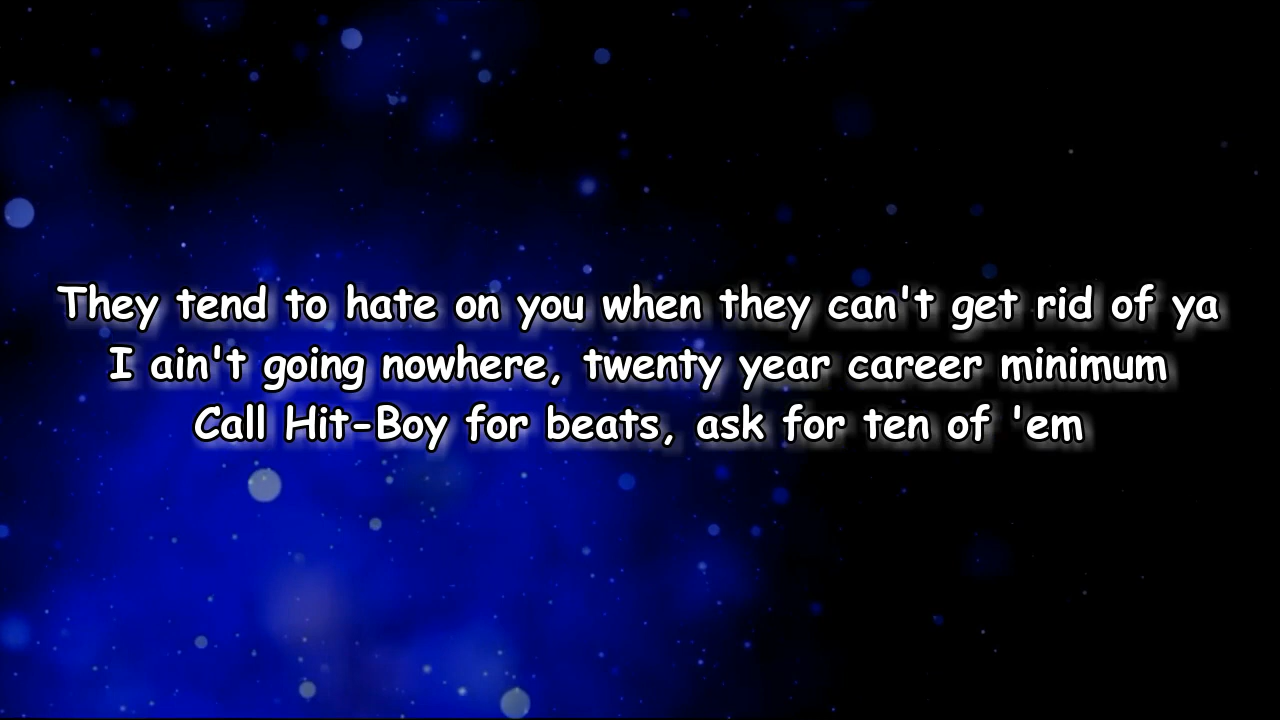 They tend to hate on you when they can't get rid of ya
I ain't going nowhere, twenty year career minimum
Call Hit-Boy for beats, ask for ten of 'em